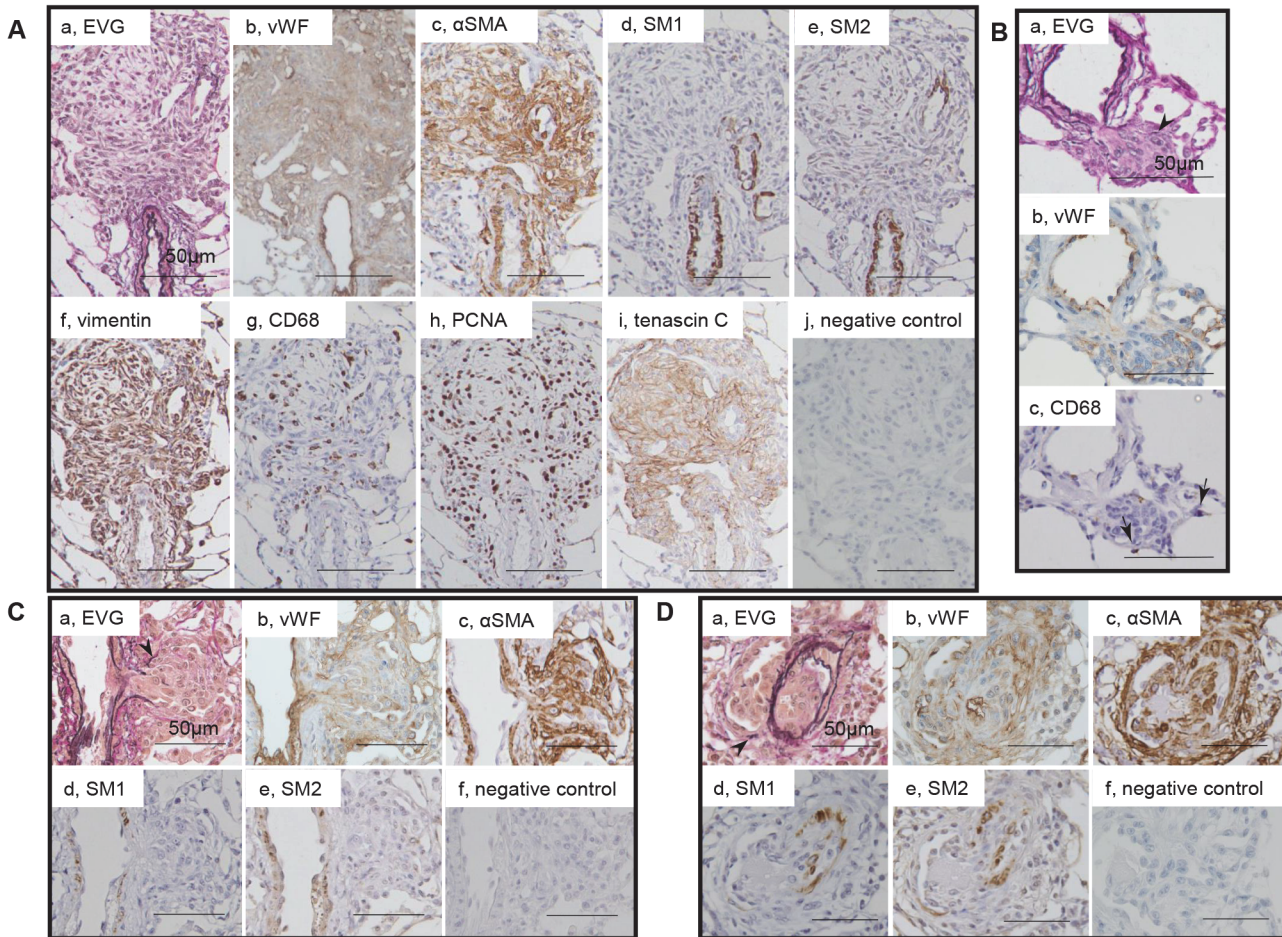 A
a, EVG
b, vWF
c, αSMA
d, SM1
e, SM2
50µm
f, vimentin
g, CD68
h, PCNA
i, tenascin C
j, negative control
B
a, EVG
50µm
b, vWF
c, CD68
C
a, EVG
b, vWF
c, αSMA
50µm
d, SM1
e, SM2
f, negative control
D
a, EVG
b, vWF
c, αSMA
50µm
d, SM1
e, SM2
f, negative control